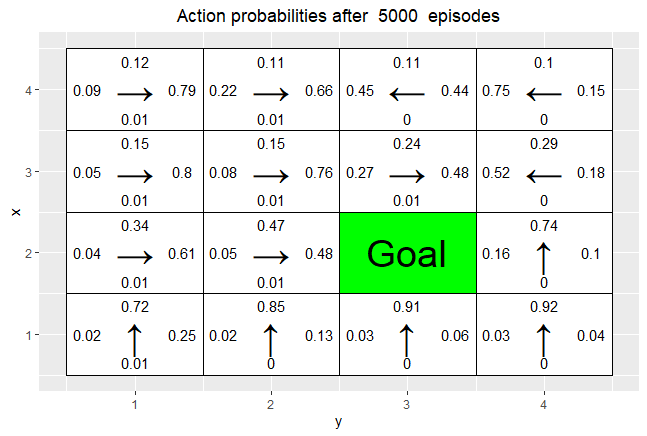 Action probabilities after 5000 episodes
0.12 0.11 0.11 0.1
4 0.09 0.79 0.22 0.66 0.45 0.44 0.75 0.15
0.01 0.01 0 0
0.15 0.15 0.24 0.29
3 0.05 0.8 0.08 0.76 0.27 0.48 0.52 0.18
0.01 0.01 0.01 0
x
0.34 0.47 0.74
2 0.04 0.61 0.05 0.48 Goal 0.16 0.1
0.01 0.01 0
0.72 0.85 0.91 0.92
1 0.02 0.25 0.02 0.13 0.03 0.06 0.03 0.04
0.01 0 0 0
1 2 3 4
y